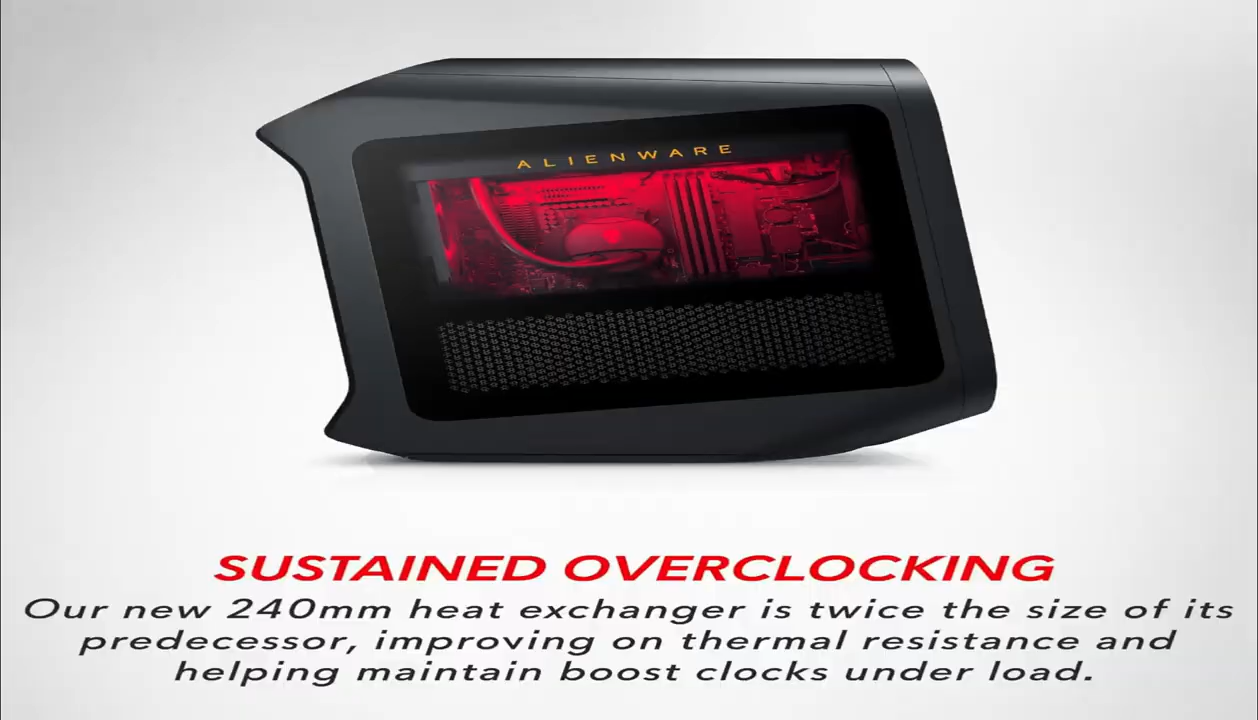 ALIENWARE
SUSTAINED OVERCLOCKING
Our new 240mm heat exchanger is twice the size of its
predecessor, improving on thermal resistance and
helping maintain boost clocks under load.